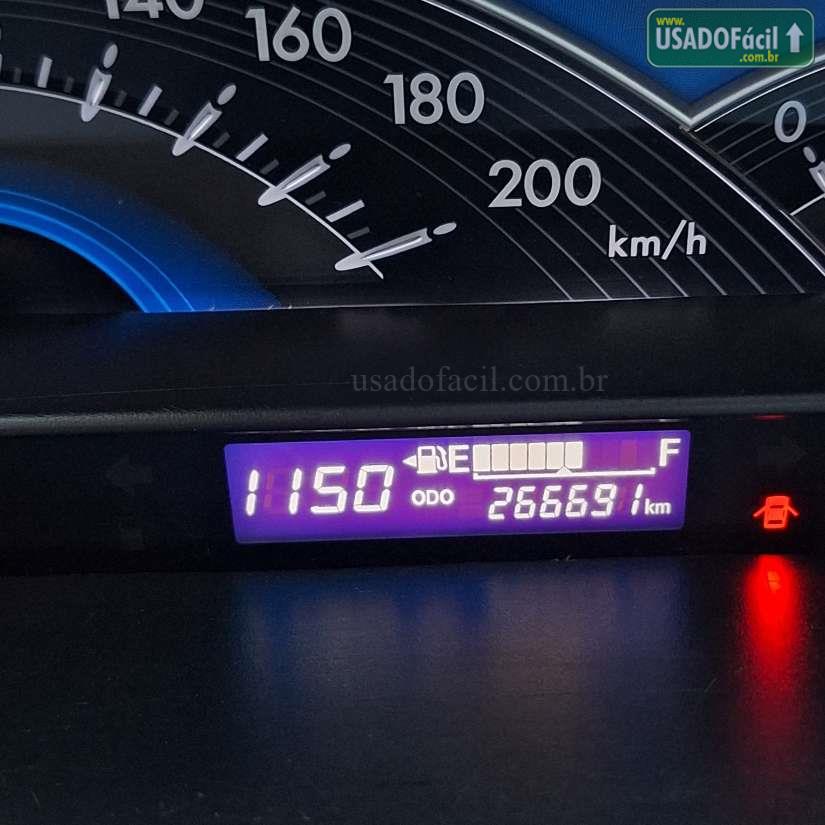 140
160
180
200
km/h
0
www.
USADOFácil
.com.br
usadofacil.com.br
1150
E
F
ODO
266691 km